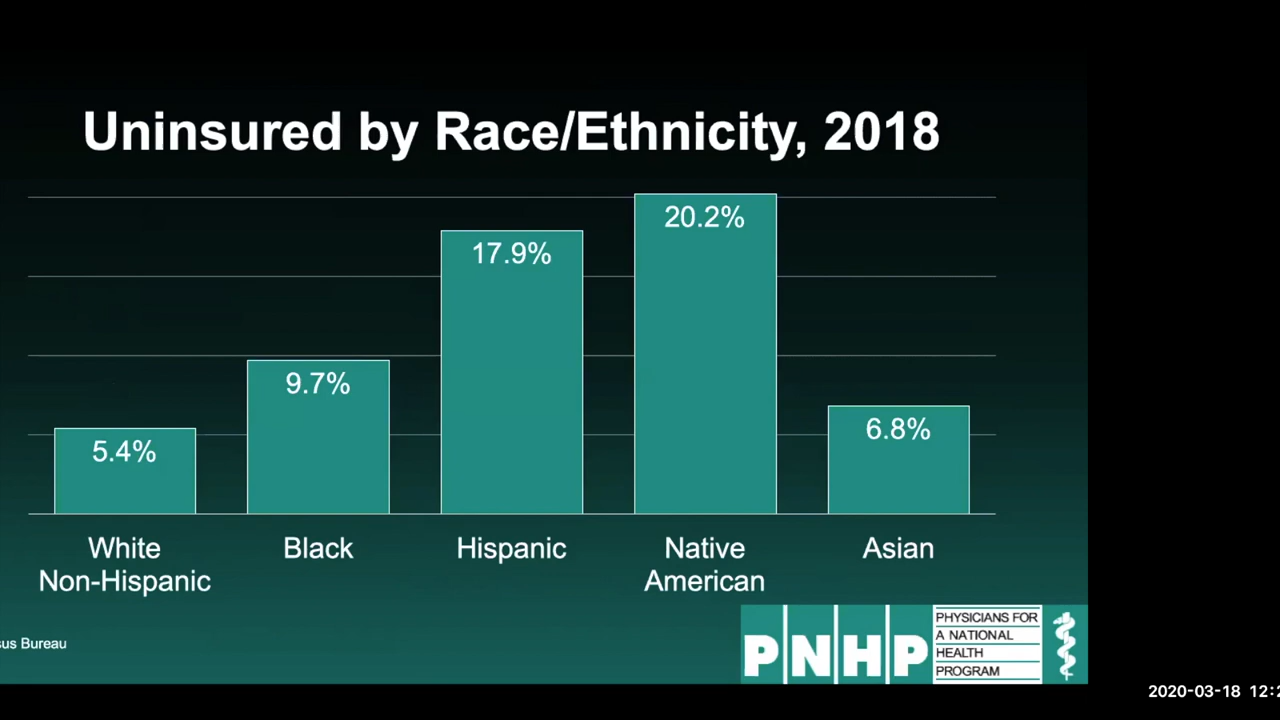 Uninsured by Race/Ethnicity, 2018
5.4%
9.7%
17.9%
20.2%
6.8%
White
Non-Hispanic
Black
Hispanic
Native
American
Asian
Bureau
PNHP
PHYSICIANS FOR
A NATIONAL
HEALTH
PROGRAM
2020-03-18